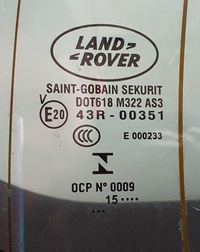 LAND
ROVER
SAINT-GOBAIN SEKURIT
DOT618 M322 AS3
V
E20 43R - 00351
CCC E 000233
N
OCP Nº 0009
15 ····